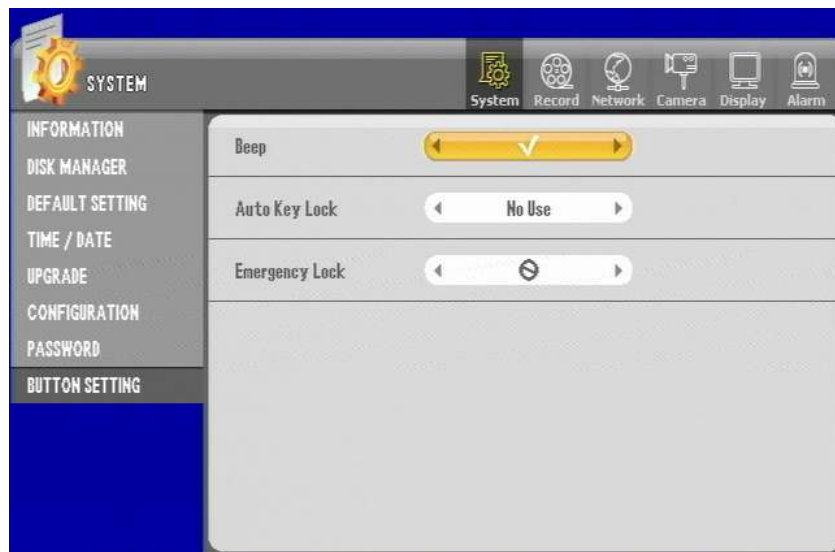 SYSTEM
System Record Network Camera Display Alarm
INFORMATION
DISK MANAGER
DEFAULT SETTING
TIME / DATE
UPGRADE
CONFIGURATION
PASSWORD
BUTTON SETTING
Beep
Auto Key Lock No Use
Emergency Lock